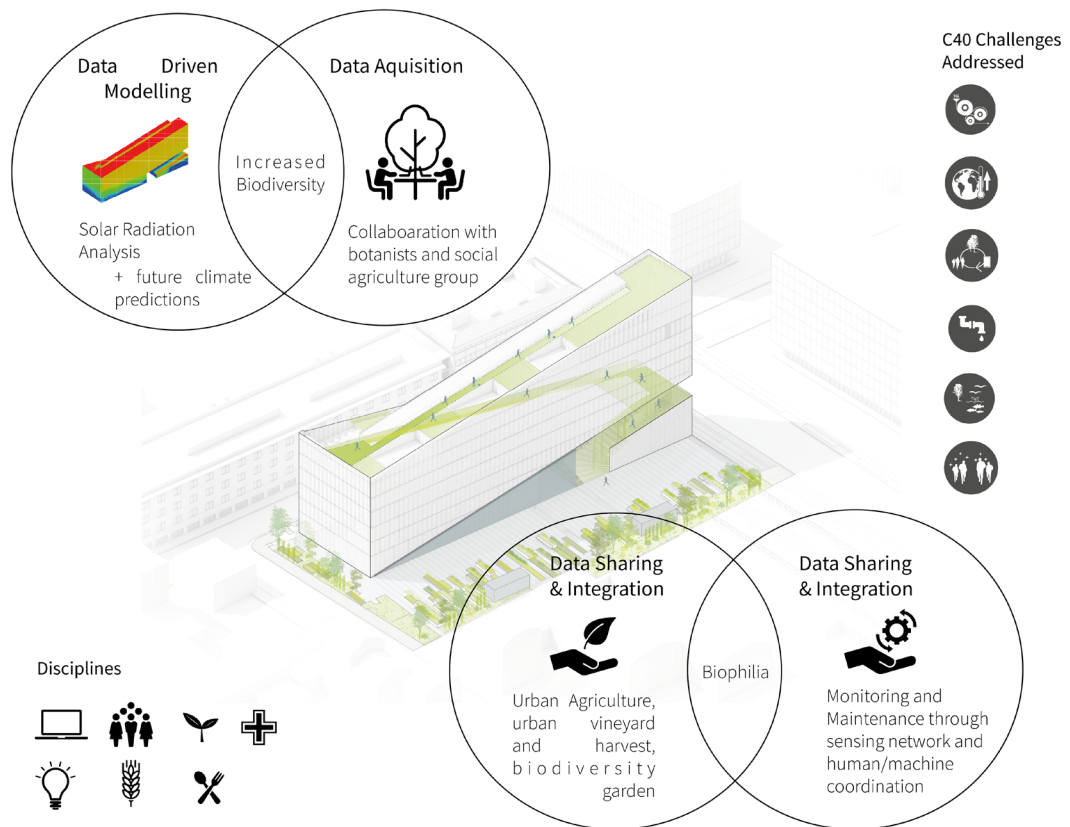 Data Driven
Modelling
Solar Radiation
Analysis
+ future climate
predictions
Increased
Biodiversity
Data Aquisition
Collaboaration with
botanists and social
agriculture group
C40 Challenges
Addressed
Data Sharing
& Integration
Urban Agriculture,
urban vineyard
and harvest,
biodiversity
garden
Biophilia
Data Sharing
& Integration
Monitoring and
Maintenance through
sensing network and
human/machine
coordination
Disciplines